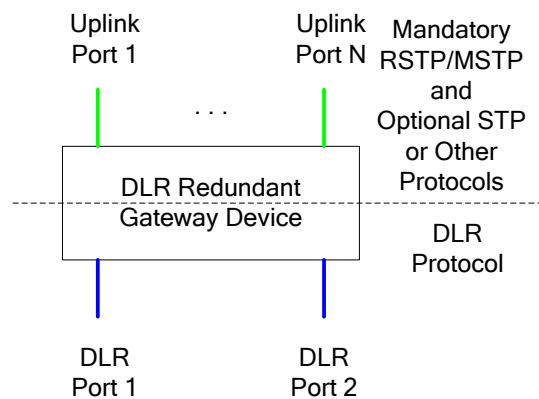 Uplink
Port 1
Uplink
Port N
. . .
Mandatory
RSTP/MSTP
and
Optional STP
or Other
Protocols
DLR Redundant
Gateway Device
DLR
Protocol
DLR
Port 1
DLR
Port 2